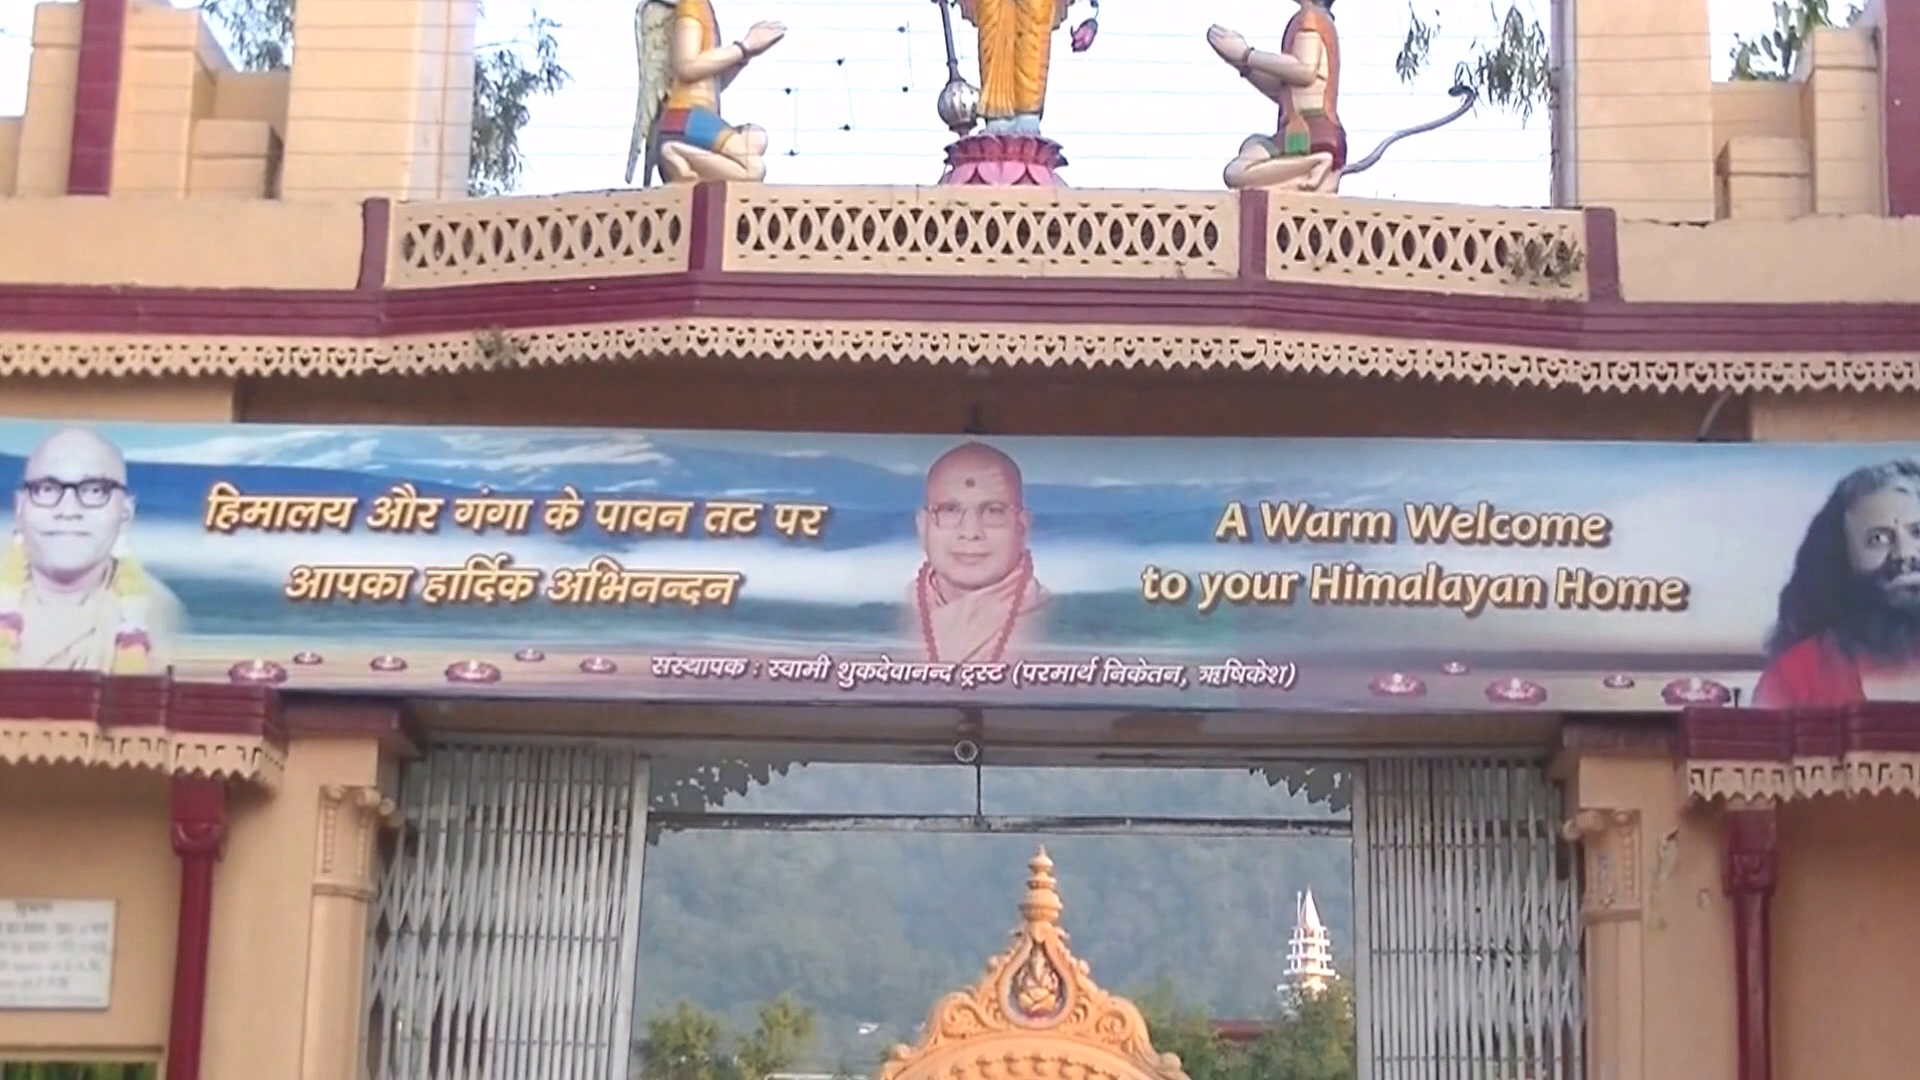 हिमालय और गंगा के पावन तट पर
आपका हार्दिक अभिनन्दन
A Warm Welcome
to your Himalayan Home
संस्थापक : स्वामी शुकदेवानन्द ट्रस्ट (परमार्थ निकेतन, ऋषिकेश)